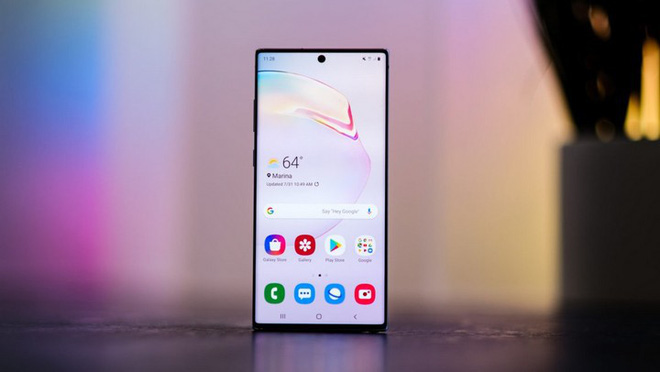 11:28
64°
Marina
Updated 7/31 10:49 AM
Say "Hey Google"
Galaxy Store
Gallery
Play Store
Google